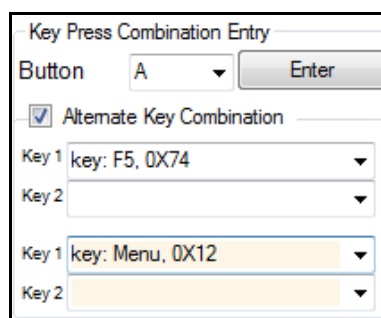 Key Press Combination Entry
Button A Enter
Alternate Key Combination
Key 1 key: F5, 0X74
Key 2
Key 1 key: Menu, 0X12
Key 2